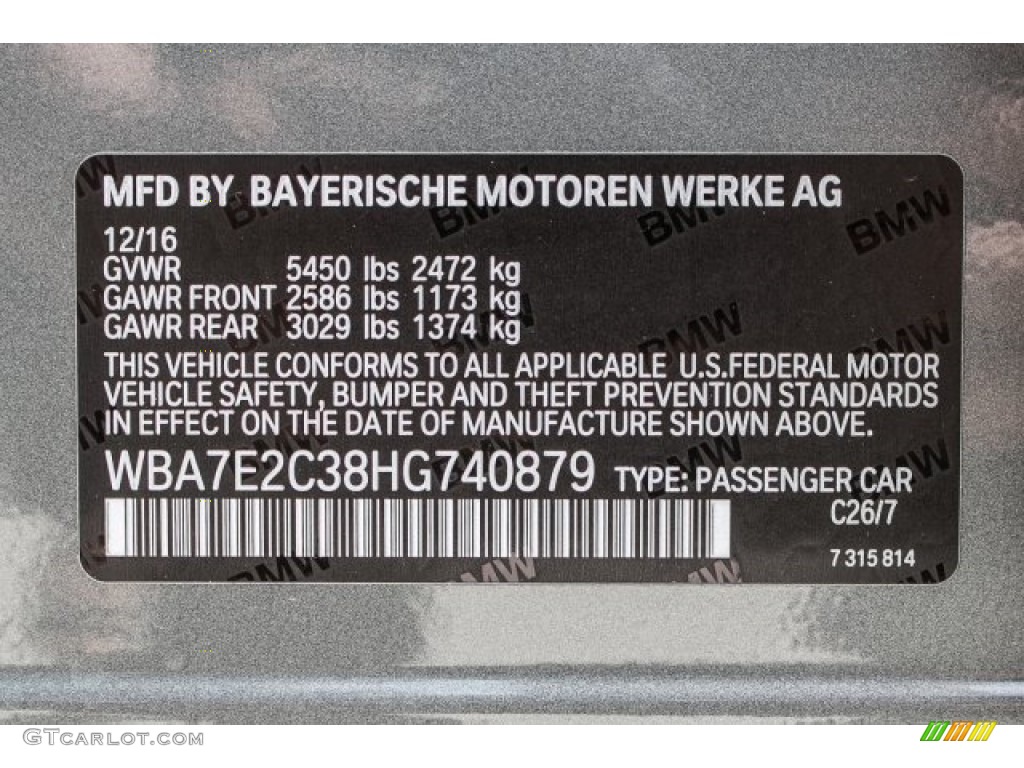 MFD BY BAYERISCHE MOTOREN WERKE AG
12/16
GVWR 5450 lbs 2472 kg
GAWR FRONT 2586 lbs 1173 kg
GAWR REAR 3029 lbs 1374 kg
THIS VEHICLE CONFORMS TO ALL APPLICABLE U.S.FEDERAL MOTOR
VEHICLE SAFETY, BUMPER AND THEFT PREVENTION STANDARDS
IN EFFECT ON THE DATE OF MANUFACTURE SHOWN ABOVE.
WBA7E2C38HG740879 TYPE: PASSENGER CAR
C26/7
7 315 814
GTCARLOT.COM